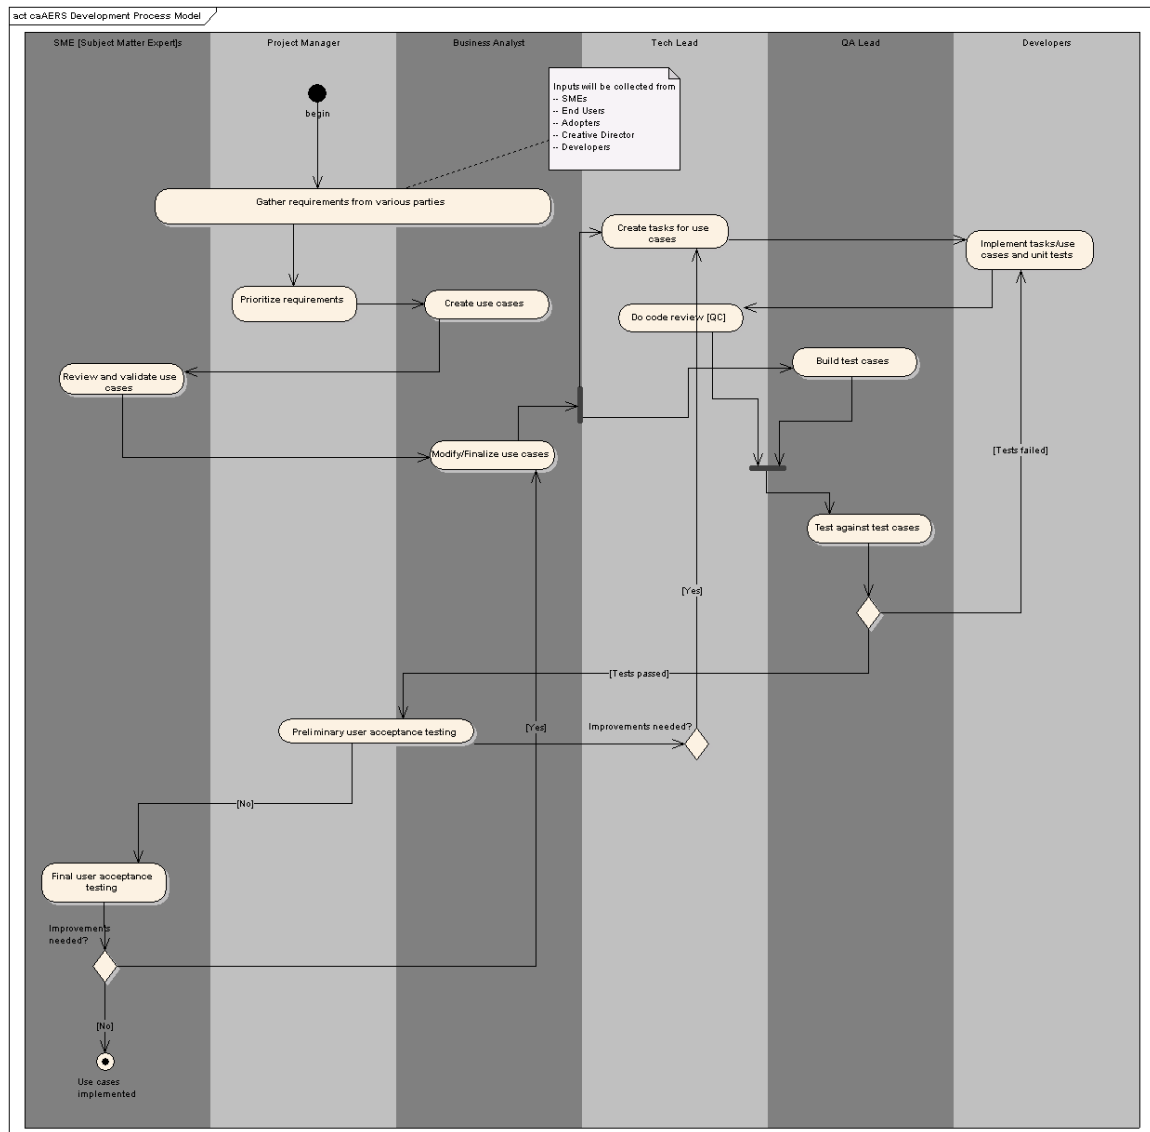 act caAERS Development Process Model
SME [Subject Matter Expert]s
Project Manager
Business Analyst
Tech Lead
QA Lead
Developers
begin
Inputs will be collected from
-- SMEs
-- End Users
-- Adopters
-- Creative Director
-- Developers
Gather requirements from various parties
Create tasks for use
cases
Implement tasks/use
cases and unit tests
Prioritize requirements
Create use cases
Do code review [QC]
Build test cases
Review and validate use
cases
Modify/Finalize use cases
[Tests failed]
Test against test cases
[Yes]
[Tests passed]
Preliminary user acceptance testing
[Yes]
Improvements needed?
[No]
Final user acceptance
testing
Improvements
needed?
[No]
Use cases
implemented